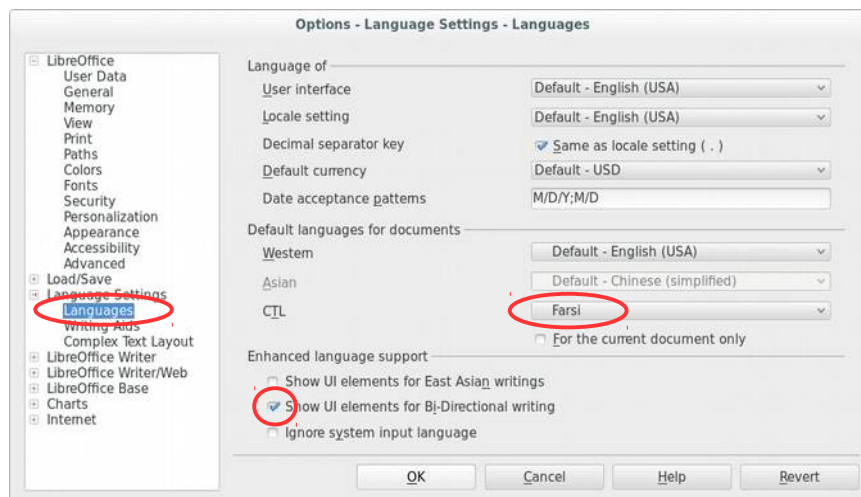 Options - Language Settings - Languages
LibreOffice
User Data
General
Memory
View
Print
Paths
Colors
Fonts
Security
Personalization
Appearance
Accessibility
Advanced
Load/Save
Language Settings
Languages
Writing Aids
Complex Text Layout
LibreOffice Writer
LibreOffice Writer/Web
LibreOffice Base
Charts
Internet
Language of
User interface Default - English (USA)
Locale setting Default - English (USA)
Decimal separator key Same as locale setting ( . )
Default currency Default - USD
Date acceptance patterns M/D/Y;M/D
Default languages for documents
Western Default - English (USA)
Asian Default - Chinese (simplified)
CTL Farsi
For the current document only
Enhanced language support
Show UI elements for East Asian writings
Show UI elements for Bi-Directional writing
Ignore system input language
OK Cancel Help Revert